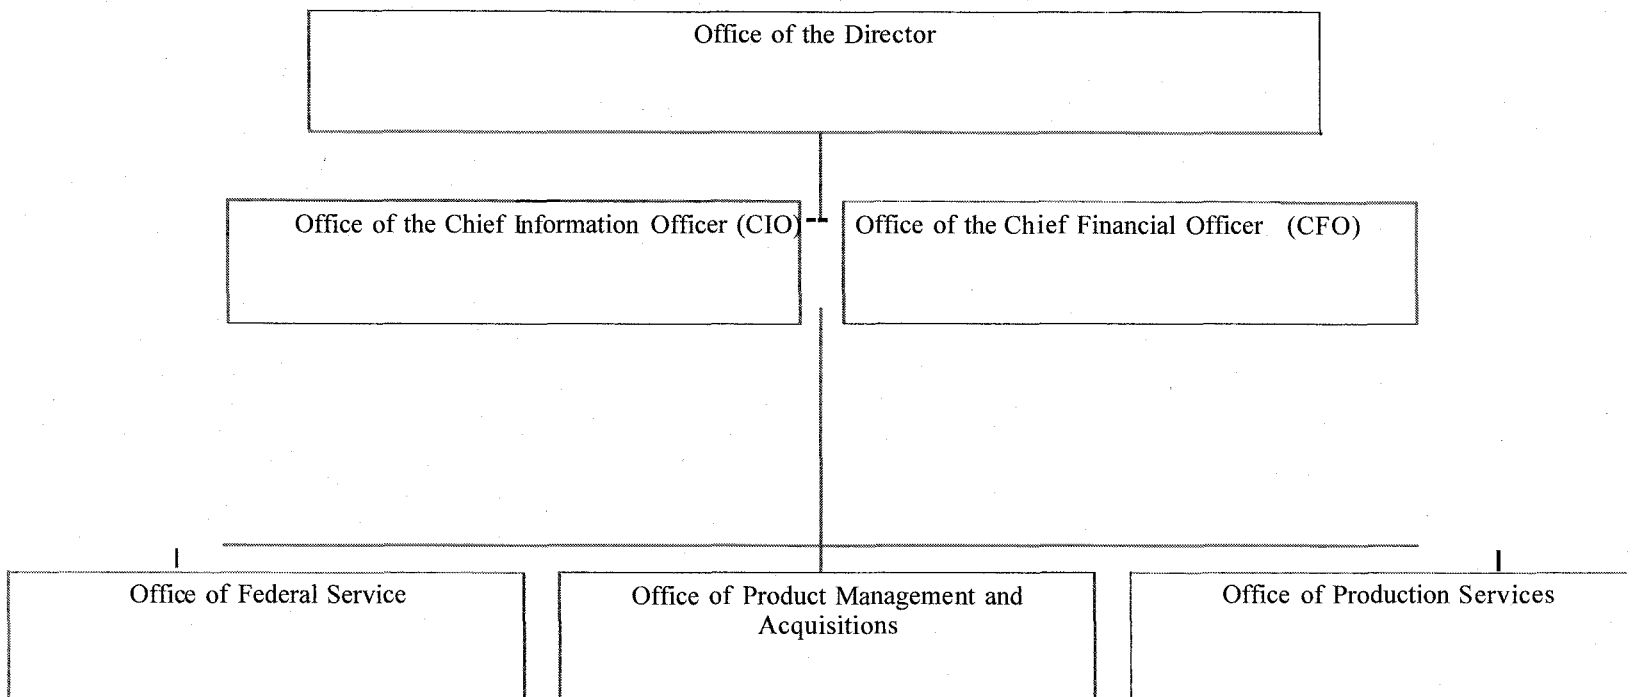 Office of the Director
Office of the Chief Information Officer (CIO)
Office of the Chief Financial Officer (CFO)
Office of Federal Service
Office of Product Management and
Acquisitions
Office of Production Services